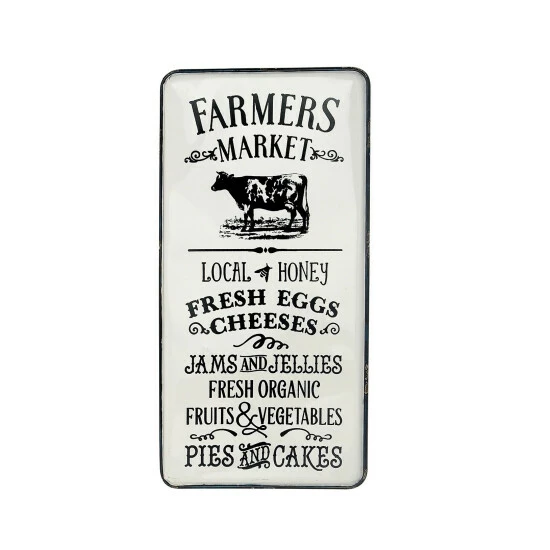 FARMERS
MARKET
LOCAL HONEY
FRESH EGGS
CHEESES
JAMS AND JELLIES
FRESH ORGANIC
FRUITS & VEGETABLES
PIES AND CAKES